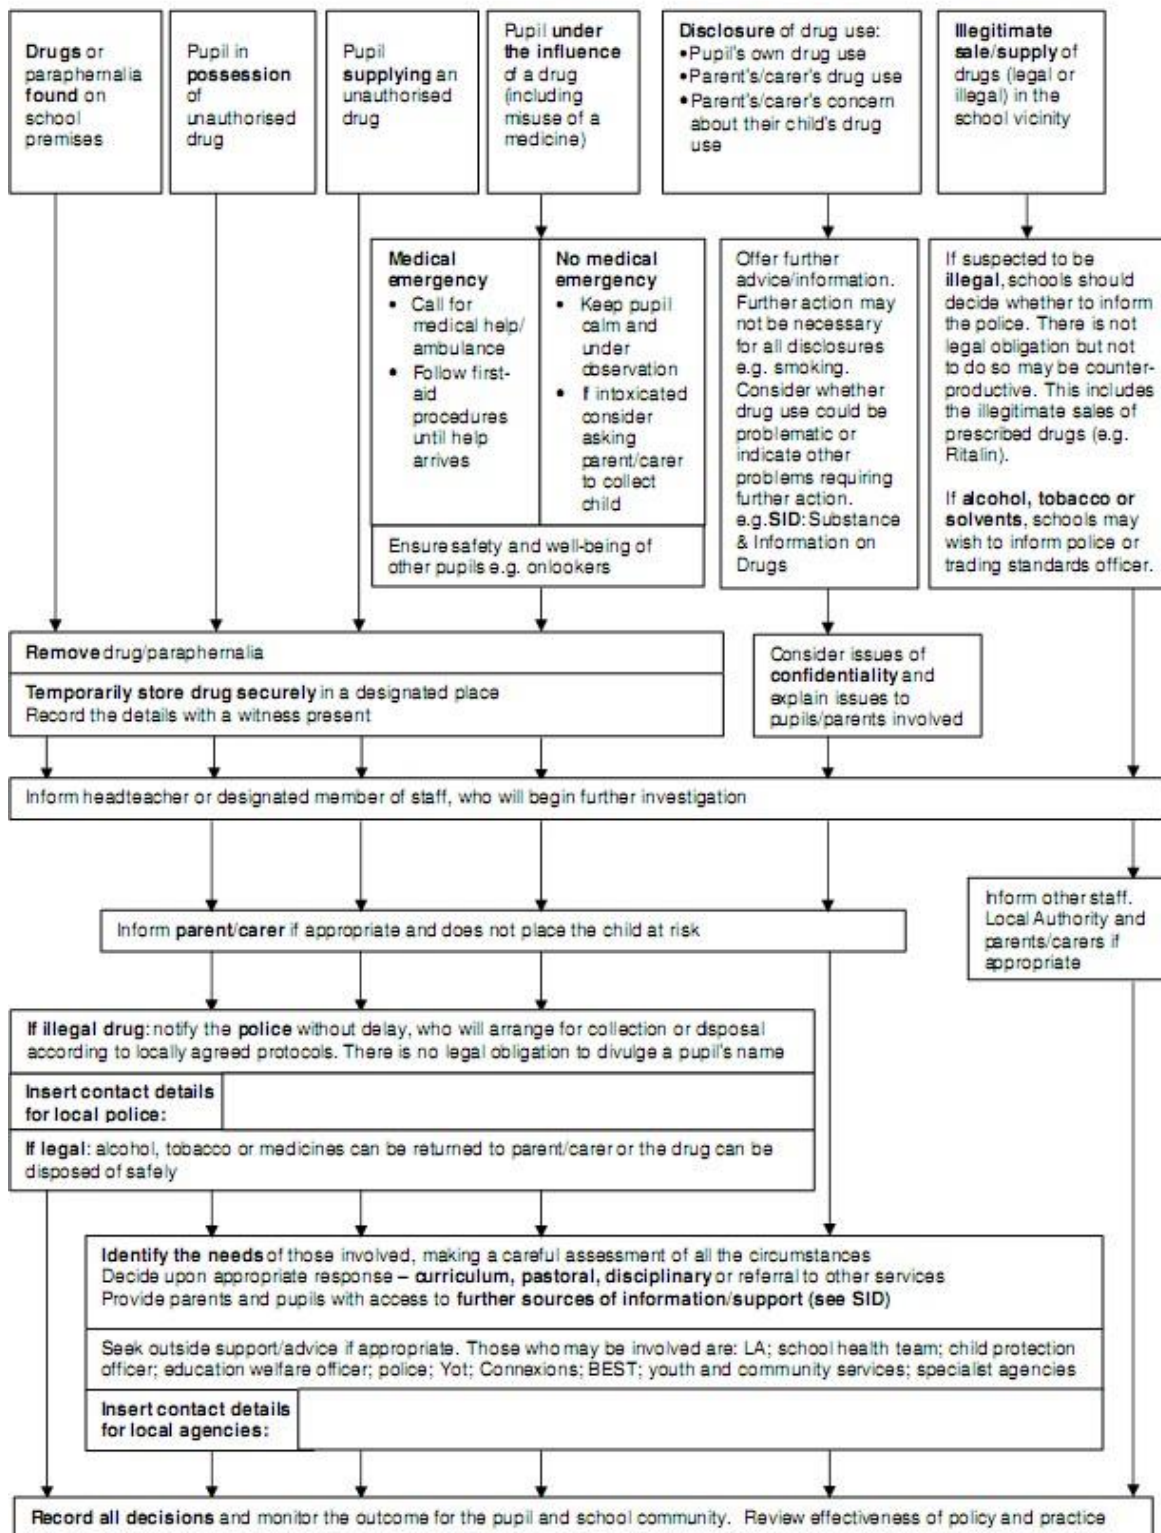 Drugs or
paraphernalia
found on
school
premises
Pupil in
possession
of
unauthorised
drug
Pupil
supplying an
unauthorised
drug
Pupil under
the influence
of a drug
(including
misuse of a
medicine)
Disclosure of drug use:
•Pupil's own drug use
•Parent's/carer's drug use
•Parent's/carer's concern
about their child's drug
use
Illegitimate
sale/supply of
drugs (legal or
illegal) in the
school vicinity
Medical
emergency
• Call for
medical help/
ambulance
• Follow first-
aid
procedures
until help
arrives
No medical
emergency
• Keep pupil
calm and
under
observation
• If intoxicated
consider
asking
parent/carer
to collect
child
Ensure safety and well-being of
other pupils e.g. onlookers
Offer further
advice/information.
Further action may
not be necessary
for all disclosures
e.g. smoking.
Consider whether
drug use could be
problematic or
indicate other
problems requiring
further action.
e.g.SID: Substance
& Information on
Drugs
If suspected to be
illegal, schools should
decide whether to inform
the police. There is not
legal obligation but not
to do so may be counter-
productive. This includes
the illegitimate sales of
prescribed drugs (e.g.
Ritalin).
If alcohol, tobacco or
solvents, schools may
wish to inform police or
trading standards officer.
Remove drug/paraphernalia
Temporarily store drug securely in a designated place
Record the details with a witness present
Consider issues of
confidentiality and
explain issues to
pupils/parents involved
Inform headteacher or designated member of staff, who will begin further investigation
Inform parent/carer if appropriate and does not place the child at risk
Inform other staff.
Local Authority and
parents/carers if
appropriate
If illegal drug: notify the police without delay, who will arrange for collection or disposal
according to locally agreed protocols. There is no legal obligation to divulge a pupil's name
Insert contact details
for local police:
If legal: alcohol, tobacco or medicines can be returned to parent/carer or the drug can be
disposed of safely
Identify the needs of those involved, making a careful assessment of all the circumstances
Decide upon appropriate response – curriculum, pastoral, disciplinary or referral to other services
Provide parents and pupils with access to further sources of information/support (see SID)
Seek outside support/advice if appropriate. Those who may be involved are: LA; school health team; child protection
officer; education welfare officer; police; Yot; Connexions; BEST; youth and community services; specialist agencies
Insert contact details
for local agencies:
Record all decisions and monitor the outcome for the pupil and school community. Review effectiveness of policy and practice